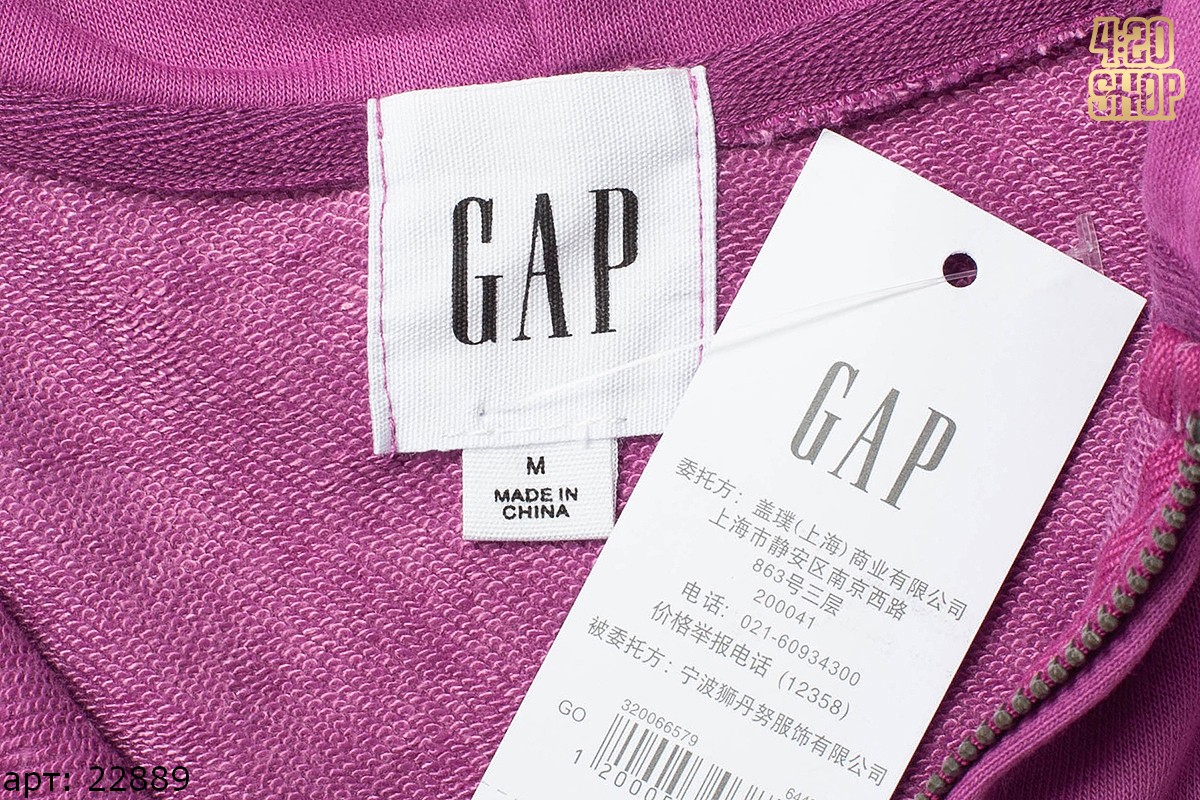 4:20
SHOP
GAP
M
MADE IN
CHINA
GAP
委托方：盖璞(上海)商业有限公司
上海市静安区南京西路
863号三层
200041
电话：021-60934300
价格举报电话 (12358)
被委托方：宁波狮丹努服饰有限公司
320066579
GO
1
арт: 22889